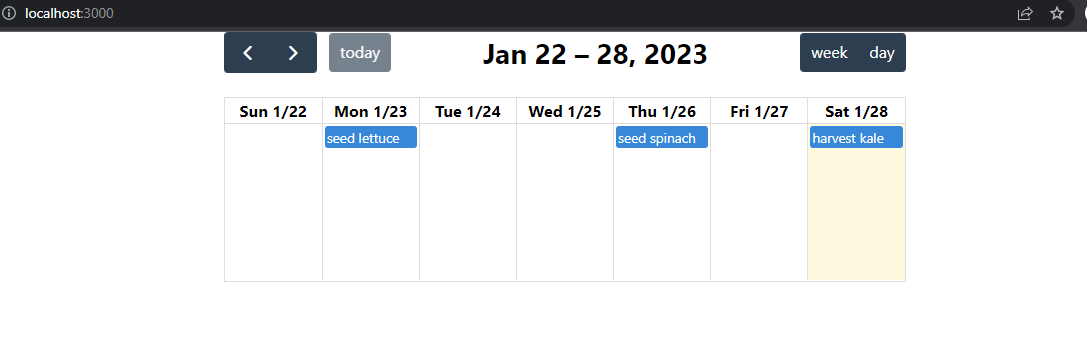 localhost:3000
today Jan 22 – 28, 2023 week day
Sun 1/22 Mon 1/23 Tue 1/24 Wed 1/25 Thu 1/26 Fri 1/27 Sat 1/28
seed lettuce seed spinach harvest kale